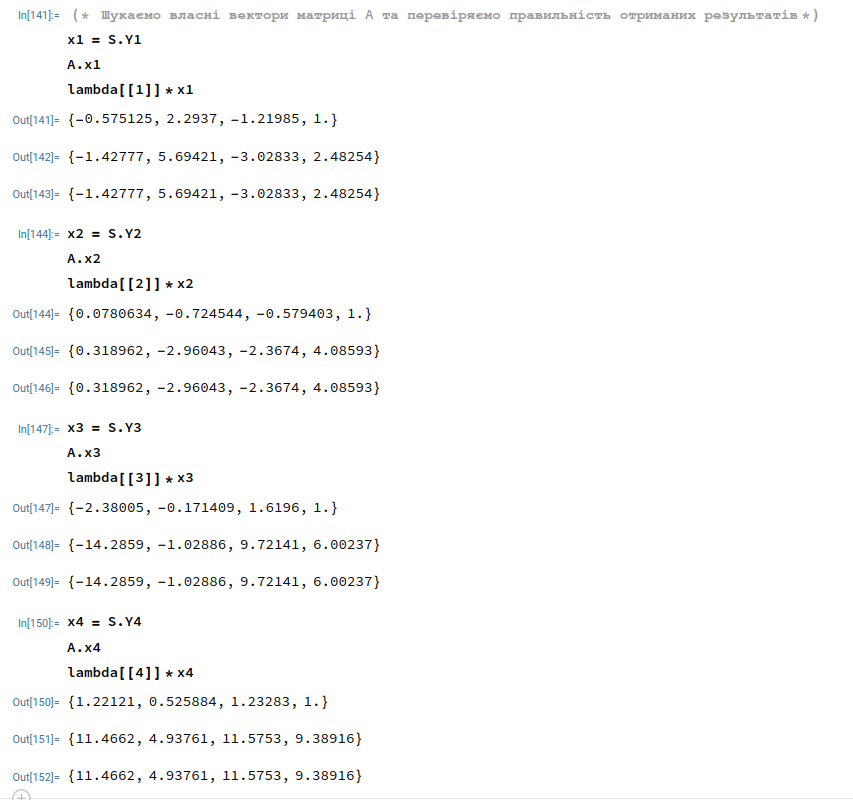 In[141]:= (* Шукаємо власні вектори матриці A та перевіряємо правильність отриманих результатів *)
x1 = S.Y1
A.x1
lambda[[1]] * x1
Out[141]= {-0.575125, 2.2937, -1.21985, 1.}
Out[142]= {-1.42777, 5.69421, -3.02833, 2.48254}
Out[143]= {-1.42777, 5.69421, -3.02833, 2.48254}
In[144]:= x2 = S.Y2
A.x2
lambda[[2]] * x2
Out[144]= {0.0780634, -0.724544, -0.579403, 1.}
Out[145]= {0.318962, -2.96043, -2.3674, 4.08593}
Out[146]= {0.318962, -2.96043, -2.3674, 4.08593}
In[147]:= x3 = S.Y3
A.x3
lambda[[3]] * x3
Out[147]= {-2.38005, -0.171409, 1.6196, 1.}
Out[148]= {-14.2859, -1.02886, 9.72141, 6.00237}
Out[149]= {-14.2859, -1.02886, 9.72141, 6.00237}
In[150]:= x4 = S.Y4
A.x4
lambda[[4]] * x4
Out[150]= {1.22121, 0.525884, 1.23283, 1.}
Out[151]= {11.4662, 4.93761, 11.5753, 9.38916}
Out[152]= {11.4662, 4.93761, 11.5753, 9.38916}